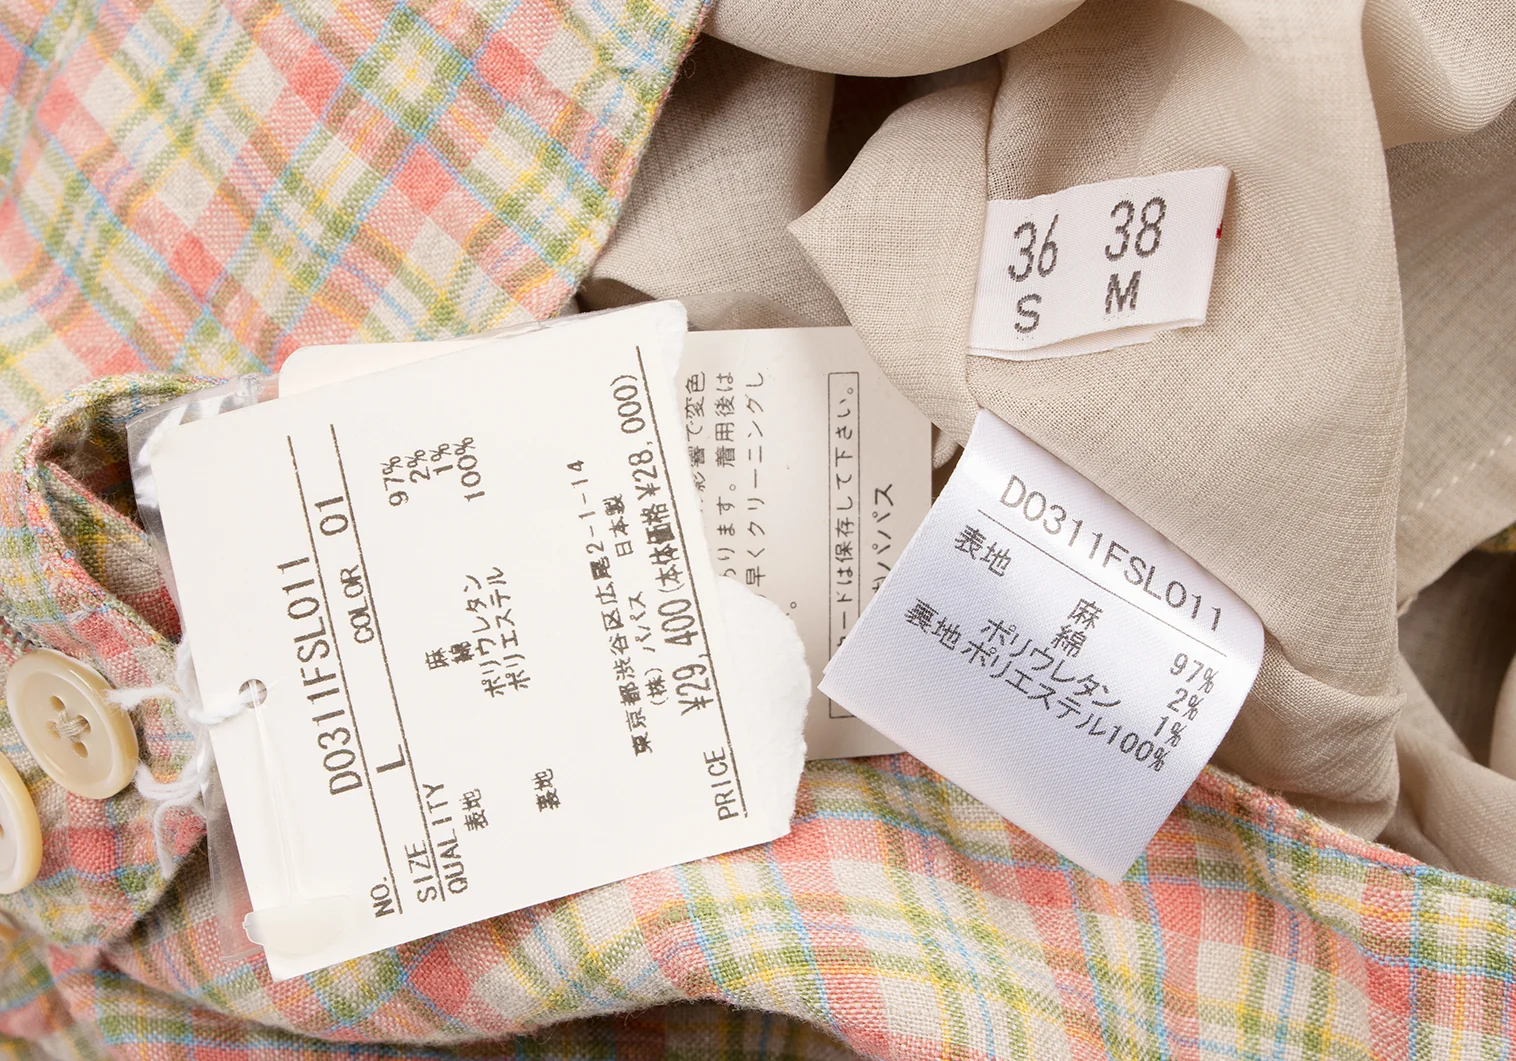 NO. D0311FSL011
SIZE L COLOR 01
QUALITY
表地 麻 97%
綿 2%
ポリウレタン 1%
裏地 ポリエステル 100%
東京都渋谷区広尾2-1-14
(株) パパス 日本製
PRICE ¥29,400(本体価格¥28,000)
影響で変色
ります。着用後は
早くクリーニングし
。
カードは保存して下さい。
パパス
36 38
S M
D0311FSL011
表地
麻 97%
綿 2%
ポリウレタン 1%
裏地 ポリエステル100%